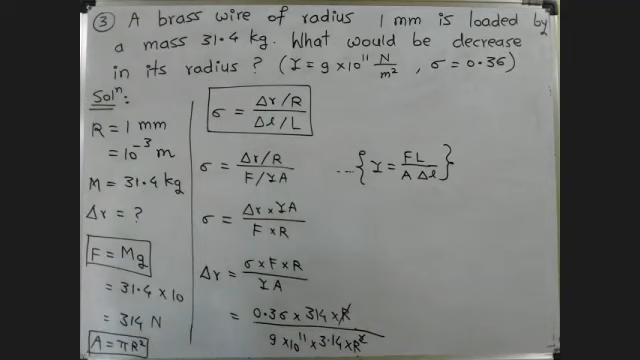 ③ A brass wire of radius 1 mm is loaded by
a mass 31.4 kg. What would be decrease
in its radius ? (Y = 9 × 10¹¹ N/m² , σ = 0.36)
Solⁿ:
R = 1 mm
= 10⁻³ m
M = 31.4 kg
Δr = ?
F = Mg
= 31.4 × 10
= 314 N
A = πR²
σ = (Δr/R)/(Δl/L)
σ = (Δr/R)/(F/YA) ... {Y = FL/(A Δl)}
σ = (Δr × YA)/(F × R)
Δr = (σ × F × R)/(YA)
= (0.36 × 314 × R)/(9 × 10¹¹ × 3.14 × R²)